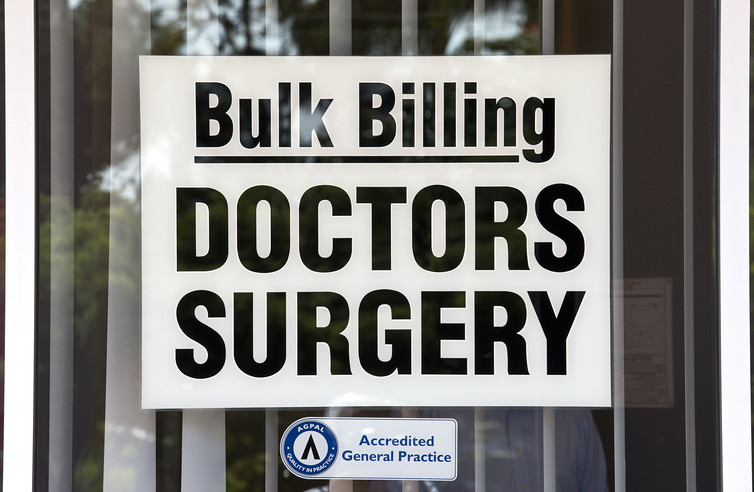 Bulk Billing
DOCTORS
SURGERY
AGPAL
QUALITY IN PRACTICE
Accredited
General Practice